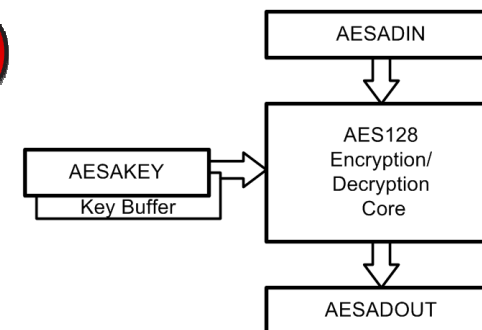 AESADIN
AES128
Encryption/
Decryption
Core
AESAKEY
Key Buffer
AESADOUT